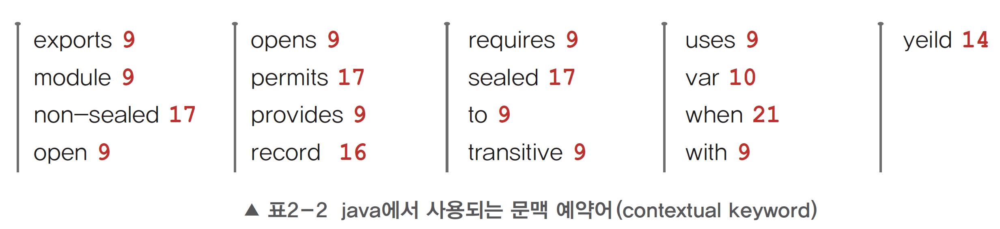 exports 9
module 9
non-sealed 17
open 9
opens 9
permits 17
provides 9
record 16
requires 9
sealed 17
to 9
transitive 9
uses 9
var 10
when 21
with 9
yeild 14
▲ 표2-2 java에서 사용되는 문맥 예약어(contextual keyword)